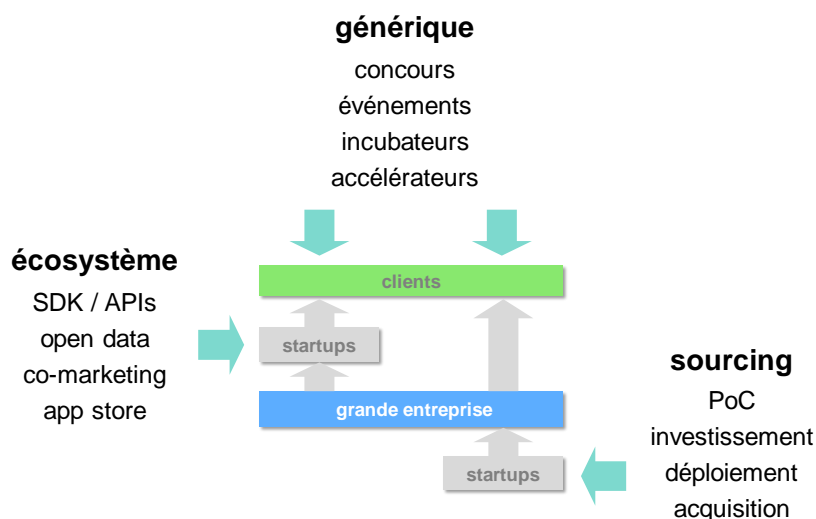 générique
concours
événements
incubateurs
accélérateurs
écosystème
SDK / APIs
open data
co-marketing
app store
clients
startups
grande entreprise
startups
sourcing
PoC
investissement
déploiement
acquisition